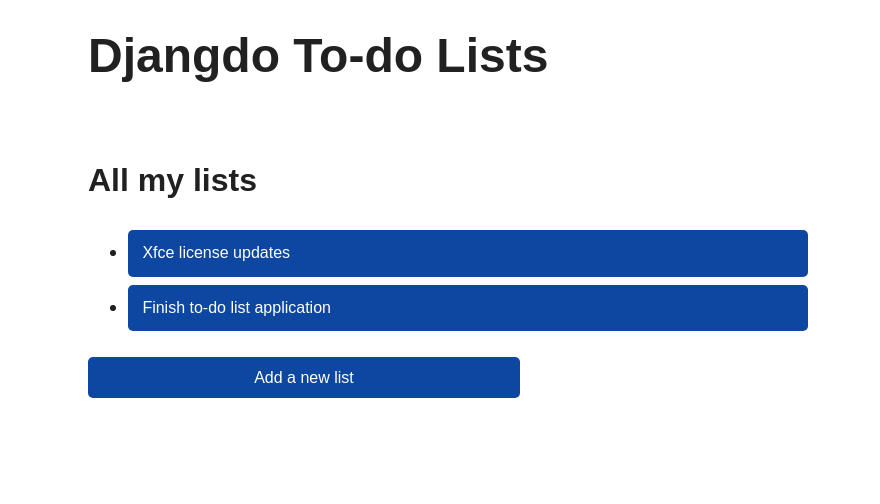 Djangdo To-do Lists
All my lists
Xfce license updates
Finish to-do list application
Add a new list